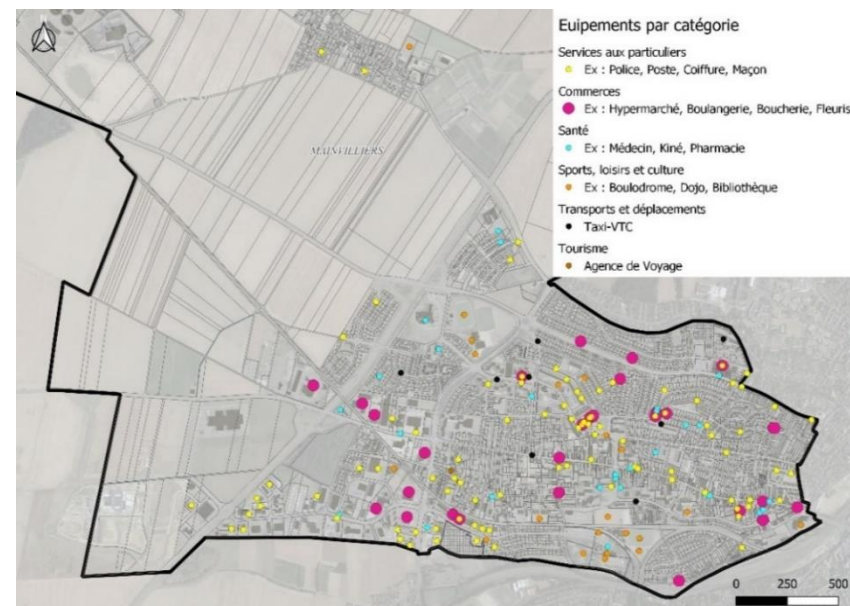 Euipements par catégorie
Services aux particuliers
Ex : Police, Poste, Coiffure, Maçon
Commerces
Ex : Hypermarché, Boulangerie, Boucherie, Fleuris
Santé
Ex : Médecin, Kiné, Pharmacie
Sports, loisirs et culture
Ex : Boulodrome, Dojo, Bibliothèque
Transports et déplacements
Taxi-VTC
Tourisme
Agence de Voyage
MAINVILLIERS
0 250 500